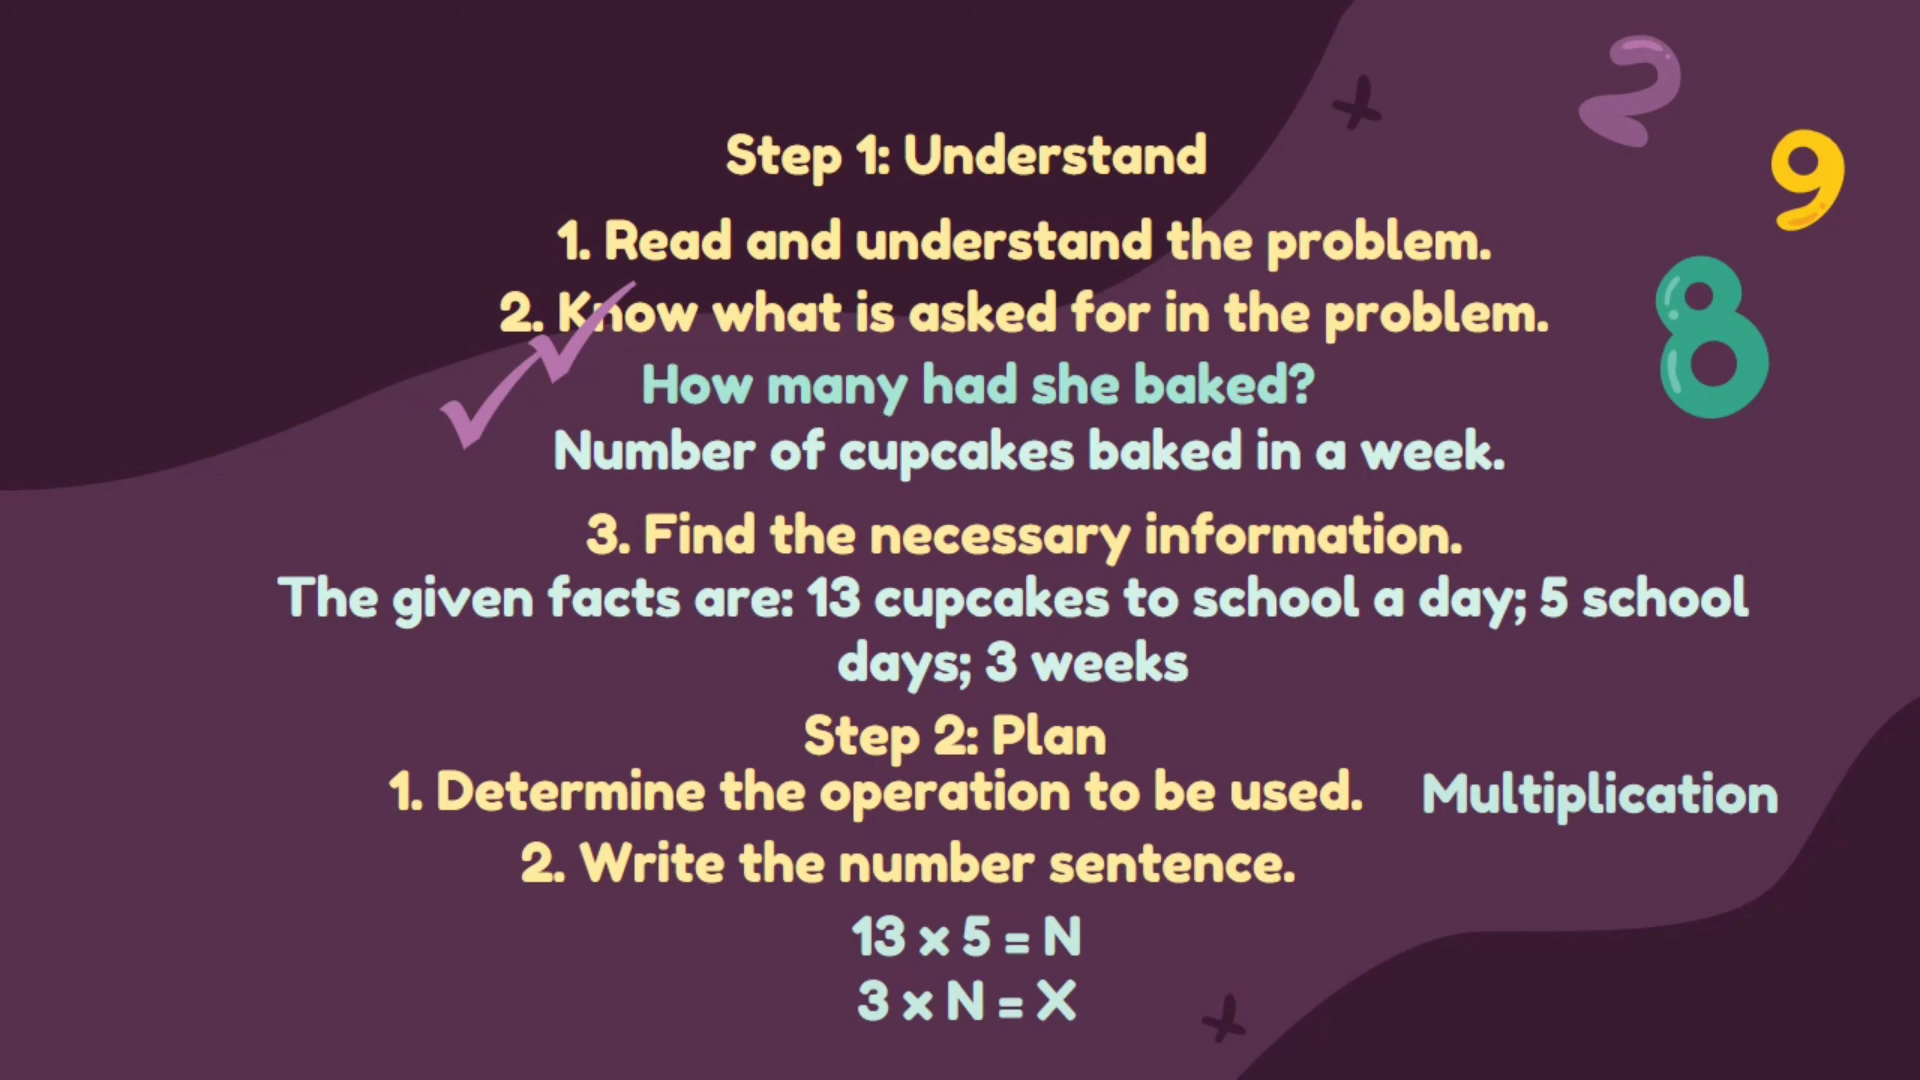 2
9
8
Step 1: Understand
1. Read and understand the problem.
2. Know what is asked for in the problem.
How many had she baked?
Number of cupcakes baked in a week.
3. Find the necessary information.
The given facts are: 13 cupcakes to school a day; 5 school
days; 3 weeks
Step 2: Plan
1. Determine the operation to be used. Multiplication
2. Write the number sentence.
13 x 5 = N
3 x N = X